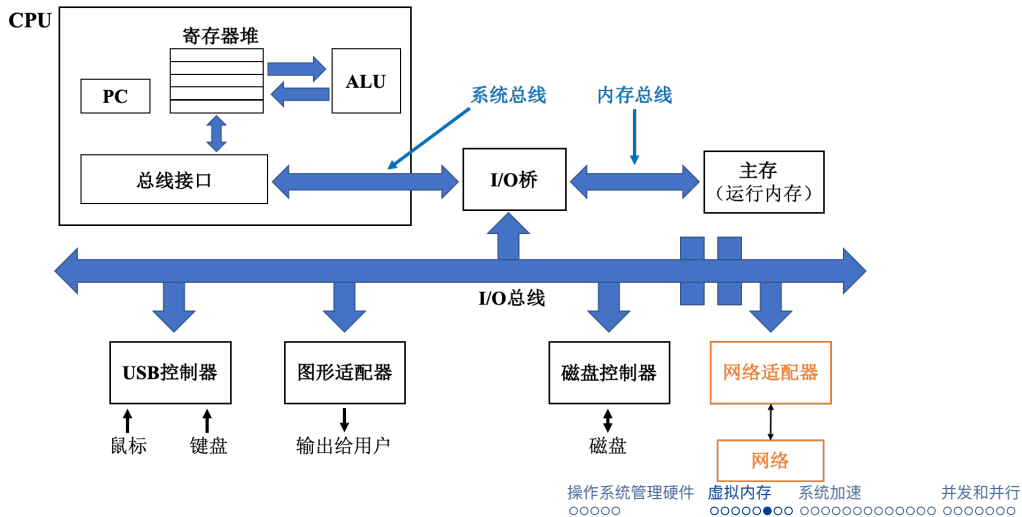 CPU
寄存器堆
PC
ALU
总线接口
系统总线
内存总线
I/O桥
主存
（运行内存）
I/O总线
USB控制器
图形适配器
磁盘控制器
网络适配器
鼠标
键盘
输出给用户
磁盘
网络
操作系统管理硬件
虚拟内存
系统加速
并发和并行